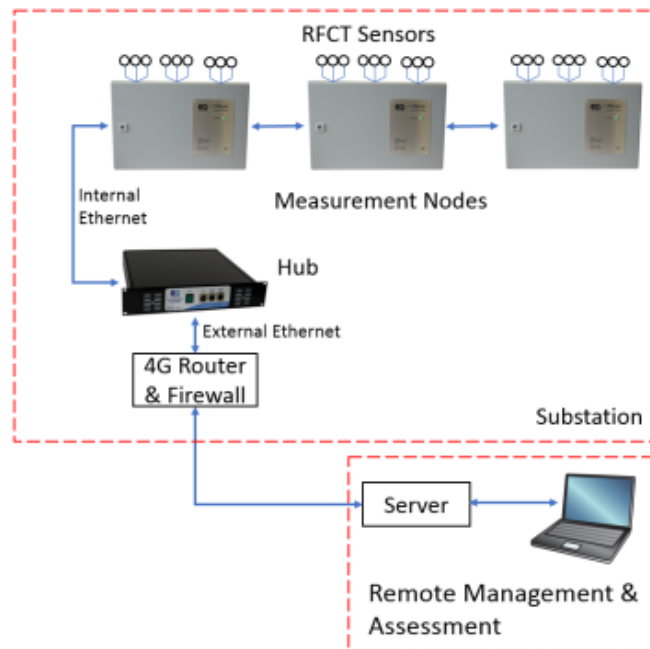 RFCT Sensors
Internal
Ethernet
Measurement Nodes
Hub
External Ethernet
4G Router
& Firewall
Substation
Server
Remote Management &
Assessment